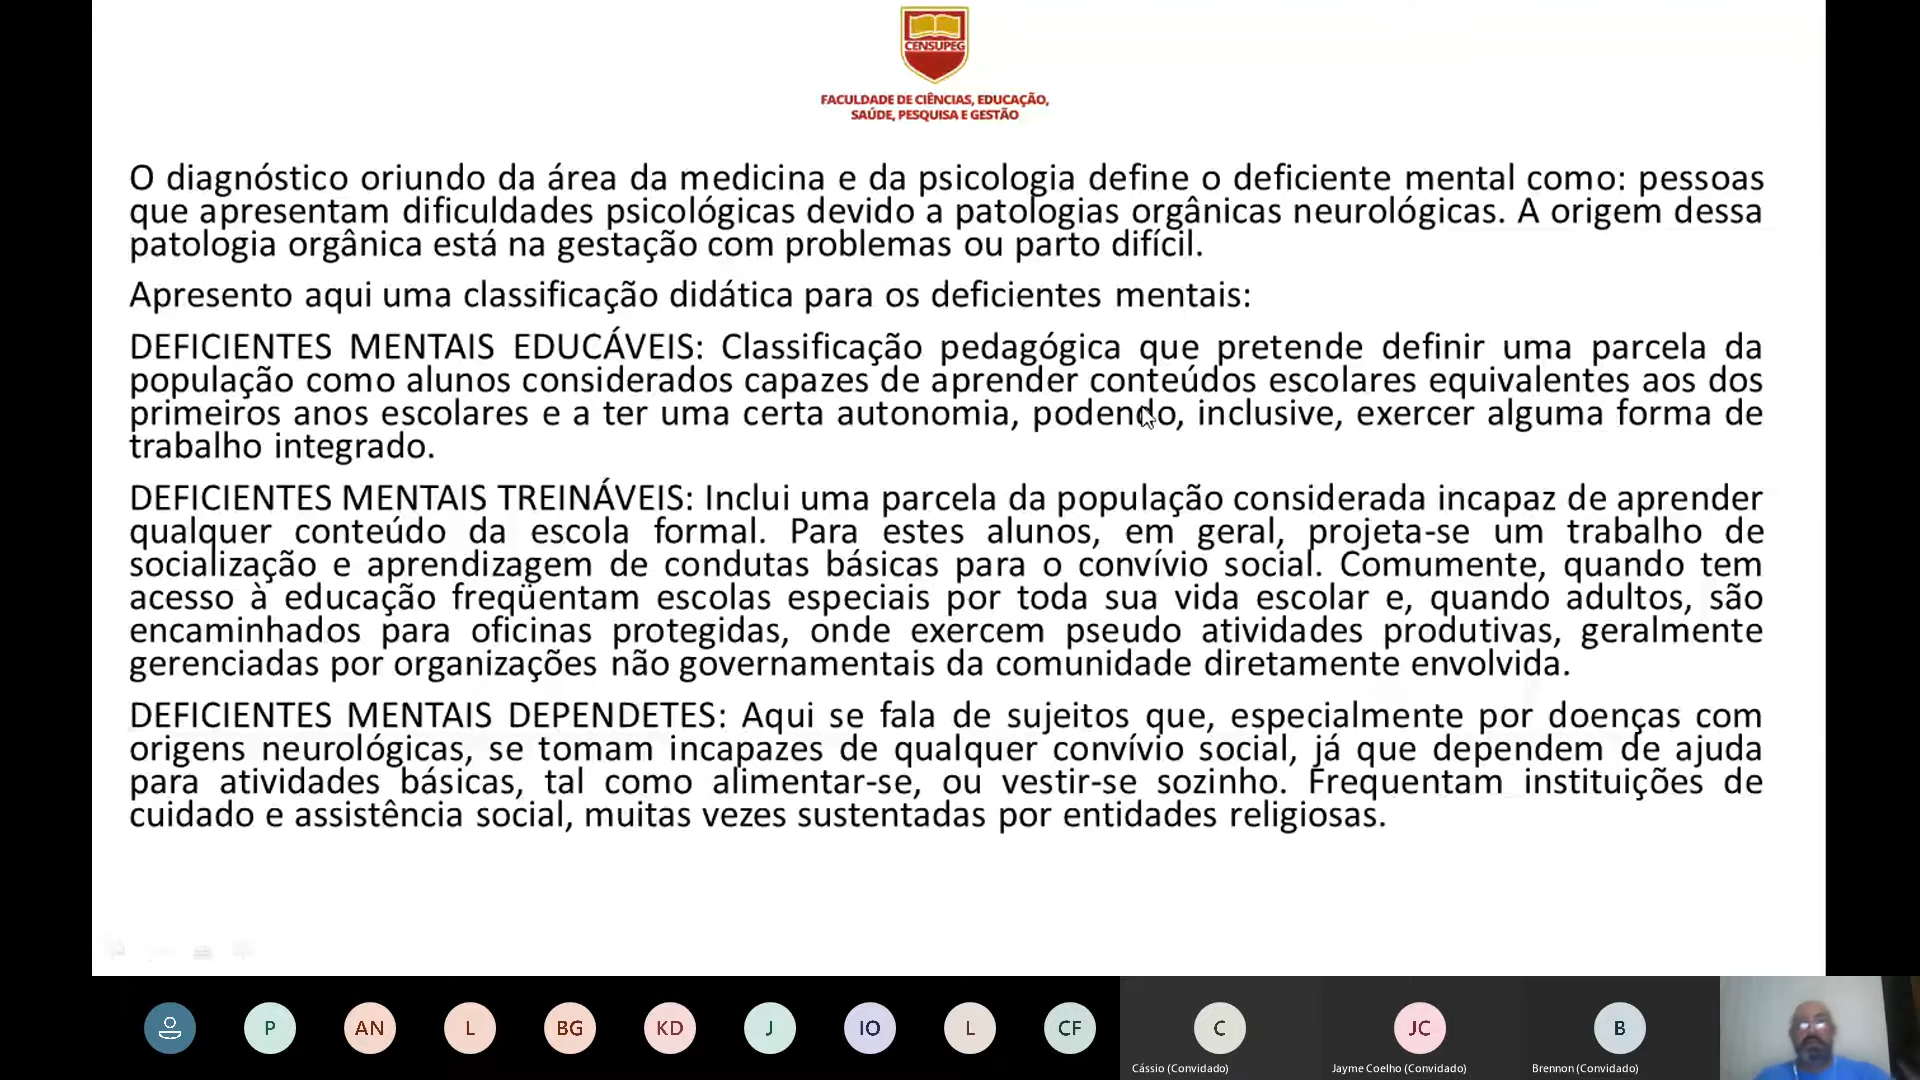 CENSUPEG
FACULDADE DE CIÊNCIAS, EDUCAÇÃO,
SAÚDE, PESQUISA E GESTÃO
O diagnóstico oriundo da área da medicina e da psicologia define o deficiente mental como: pessoas
que apresentam dificuldades psicológicas devido a patologias orgânicas neurológicas. A origem dessa
patologia orgânica está na gestação com problemas ou parto difícil.
Apresento aqui uma classificação didática para os deficientes mentais:
DEFICIENTES MENTAIS EDUCÁVEIS: Classificação pedagógica que pretende definir uma parcela da
população como alunos considerados capazes de aprender conteúdos escolares equivalentes aos dos
primeiros anos escolares e a ter uma certa autonomia, podendo, inclusive, exercer alguma forma de
trabalho integrado.
DEFICIENTES MENTAIS TREINÁVEIS: Inclui uma parcela da população considerada incapaz de aprender
qualquer conteúdo da escola formal. Para estes alunos, em geral, projeta-se um trabalho de
socialização e aprendizagem de condutas básicas para o convívio social. Comumente, quando tem
acesso à educação freqüentam escolas especiais por toda sua vida escolar e, quando adultos, são
encaminhados para oficinas protegidas, onde exercem pseudo atividades produtivas, geralmente
gerenciadas por organizações não governamentais da comunidade diretamente envolvida.
DEFICIENTES MENTAIS DEPENDETES: Aqui se fala de sujeitos que, especialmente por doenças com
origens neurológicas, se tomam incapazes de qualquer convívio social, já que dependem de ajuda
para atividades básicas, tal como alimentar-se, ou vestir-se sozinho. Frequentam instituições de
cuidado e assistência social, muitas vezes sustentadas por entidades religiosas.
P AN L BG KD J IO L CF C JC B
Cássio (Convidado) Jayme Coelho (Convidado) Brennon (Convidado)